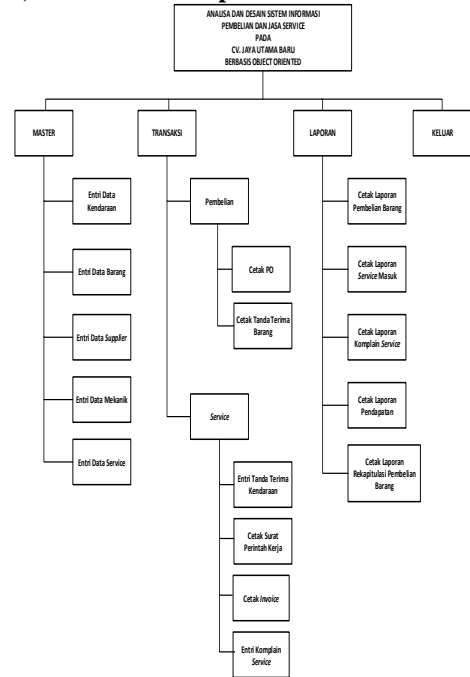 ANALISA DAN DESAIN SISTEM INFORMASI
PEMBELIAN DAN JASA SERVICE
PADA
CV. JAYA UTAMA BARU
BERBASIS OBJECT ORIENTED
MASTER
TRANSAKSI
LAPORAN
KELUAR
Entri Data
Kendaraan
Entri Data Barang
Entri Data Supplier
Entri Data Mekanik
Entri Data Service
Pembelian
Cetak PO
Cetak Tanda Terima
Barang
Service
Entri Tanda Terima
Kendaraan
Cetak Surat
Perintah Kerja
Cetak Invoice
Entri Komplain
Service
Cetak Laporan
Pembelian Barang
Cetak Laporan
Service Masuk
Cetak Laporan
Komplain Service
Cetak Laporan
Pendapatan
Cetak Laporan
Rekapitulasi Pembelian
Barang